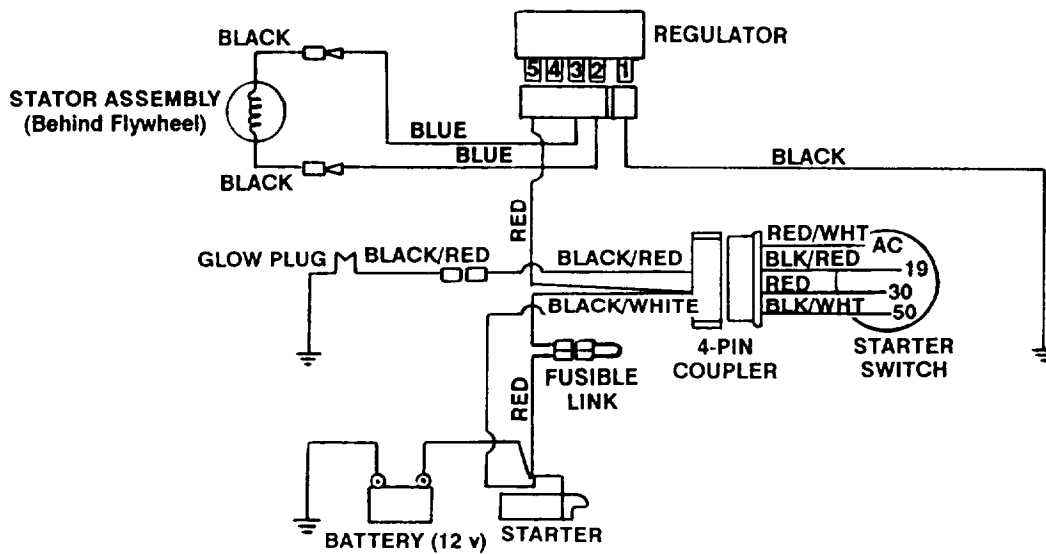 BLACK
REGULATOR
5 4 3 2 1
STATOR ASSEMBLY
(Behind Flywheel)
BLUE
BLUE
BLACK
BLACK
RED
RED/WHT
AC
BLK/RED
19
GLOW PLUG
BLACK/RED
BLACK/RED
RED
30
BLACK/WHITE
BLK/WHT
50
4-PIN
COUPLER
STARTER
SWITCH
FUSIBLE
LINK
RED
BATTERY (12 v)
STARTER